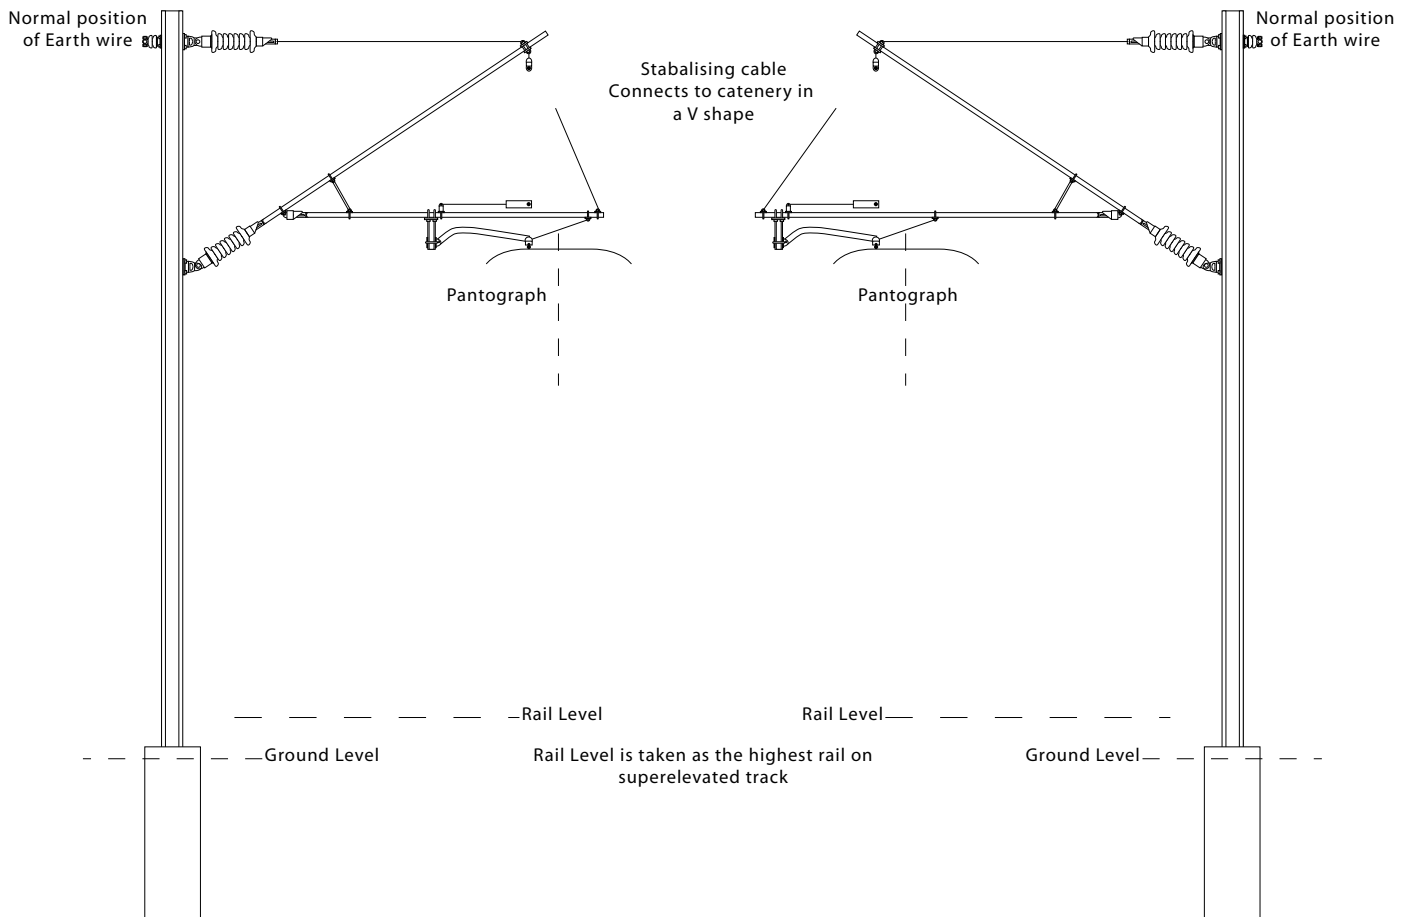 Normal position
of Earth wire
Normal position
of Earth wire
Stabalising cable
Connects to catenery in
a V shape
Pantograph
Pantograph
Rail Level
Rail Level
Ground Level
Rail Level is taken as the highest rail on
superelevated track
Ground Level